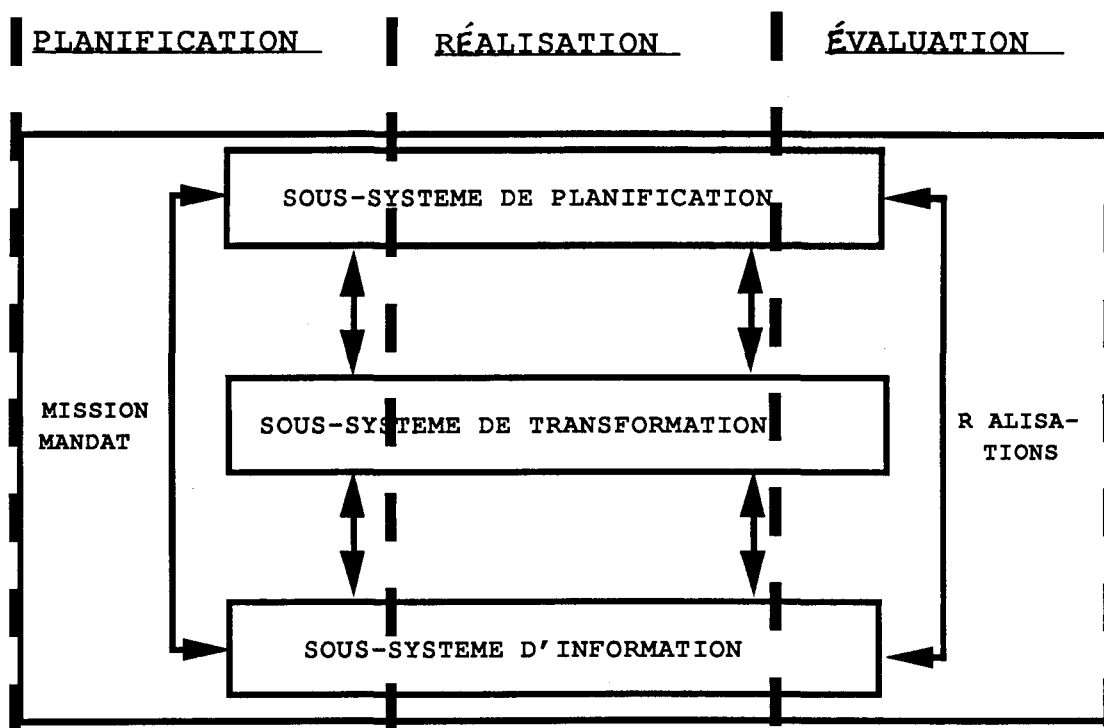 PLANIFICATION RÉALISATION ÉVALUATION
SOUS-SYSTEME DE PLANIFICATION
MISSION
MANDAT
SOUS-SYSTEME DE TRANSFORMATION
R ALISA-
TIONS
SOUS-SYSTEME D'INFORMATION